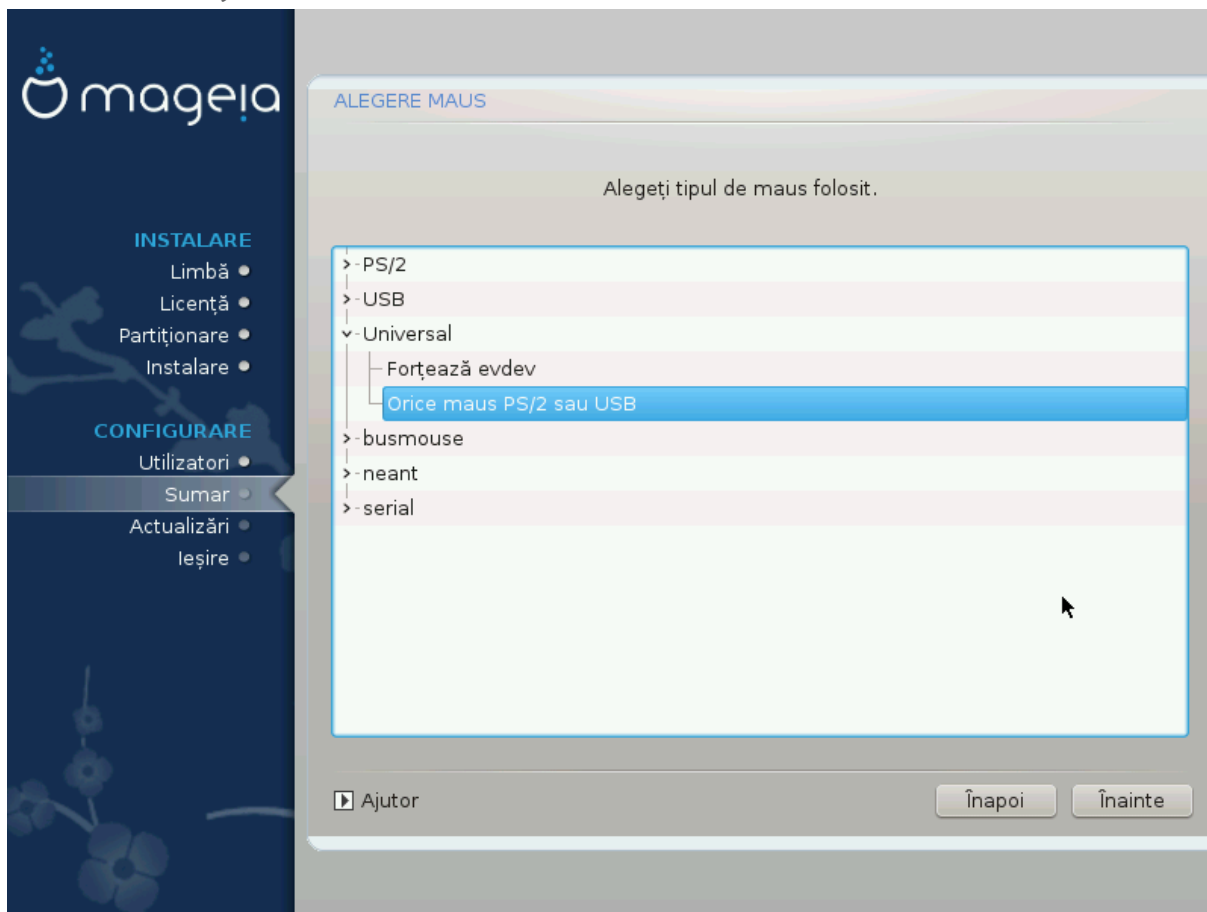 mageia
INSTALARE
Limbă
Licență
Partiționare
Instalare
CONFIGURARE
Utilizatori
Sumar
Actualizări
Ieșire
ALEGERE MAUS
Alegeți tipul de maus folosit.
PS/2
USB
Universal
Forțează evdev
Orice maus PS/2 sau USB
busmouse
neant
serial
Ajutor
Înapoi
Înainte